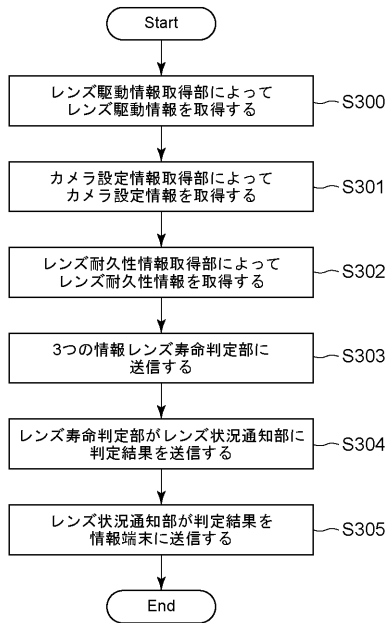 Start
レンズ駆動情報取得部によって
レンズ駆動情報を取得する
S300
カメラ設定情報取得部によって
カメラ設定情報を取得する
S301
レンズ耐久性情報取得部によって
レンズ耐久性情報を取得する
S302
3つの情報レンズ寿命判定部に
送信する
S303
レンズ寿命判定部がレンズ状況通知部に
判定結果を送信する
S304
レンズ状況通知部が判定結果を
情報端末に送信する
S305
End